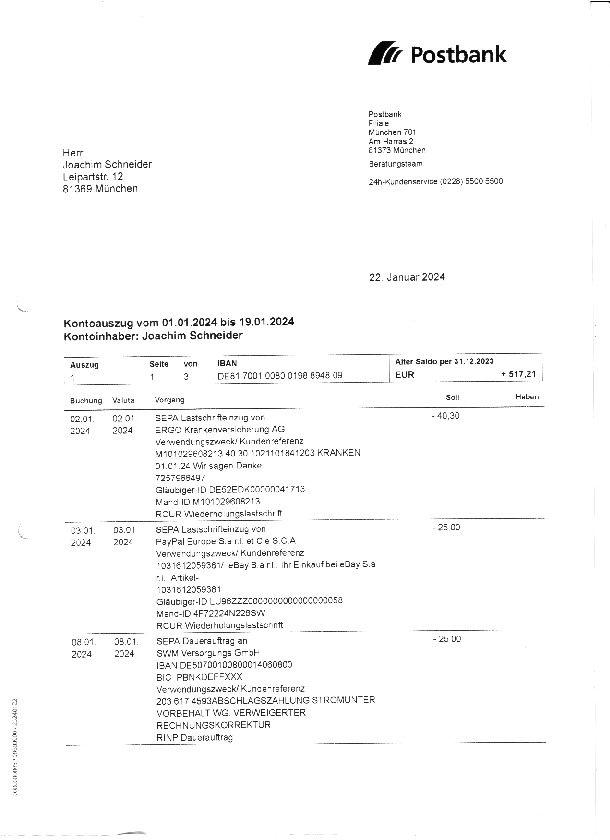 Postbank
Postbank
Filiale
München 701
Am Harras 2
81373 München
Beratungsteam
24h-Kundenservice (0228) 5500 5500
Herr
Joachim Schneider
Leipartstr. 12
81369 München
22. Januar 2024
Kontoauszug vom 01.01.2024 bis 19.01.2024
Kontoinhaber: Joachim Schneider
Auszug Seite von IBAN Alter Saldo per 31.12.2023
1 1 3 DE81 7001 0080 0198 8948 09 EUR + 517,21
Buchung Valuta Vorgang Soll Haben
02.01. 02.01. SEPA Lastschrifteinzug von - 40,30
2024 2024 ERGO Krankenversicherung AG
Verwendungszweck/ Kundenreferenz
M101029608213 40,30 1021101841203 KRANKEN
01.01.24 Wir sagen Danke
7257966497
Gläubiger-ID DE52EDK00000041713
Mand-ID M101029608213
RCUR Wiederholungslastschrift
03.01. 03.01. SEPA Lastschrifteinzug von - 25,00
2024 2024 PayPal Europe S.a.r.l. et Cie S.C.A
Verwendungszweck/ Kundenreferenz
1031612059361/. eBay S.a.r.l., Ihr Einkauf bei eBay S.a
r.l., Artikel-
1031612059361
Gläubiger-ID LU96ZZZ0000000000000000058
Mand-ID 4F72224N228SW
RCUR Wiederholungslastschrift
08.01. 08.01. SEPA Dauerauftrag an - 25,00
2024 2024 SWM Versorgungs GmbH
IBAN DE50700100800014060800
BIC PBNKDEFFXXX
Verwendungszweck/ Kundenreferenz
203 617 4593ABSCHLAGSZAHLUNG STROMUNTER
VORBEHALT WG. VERWEIGERTER
RECHNUNGSKORREKTUR
RINP Dauerauftrag